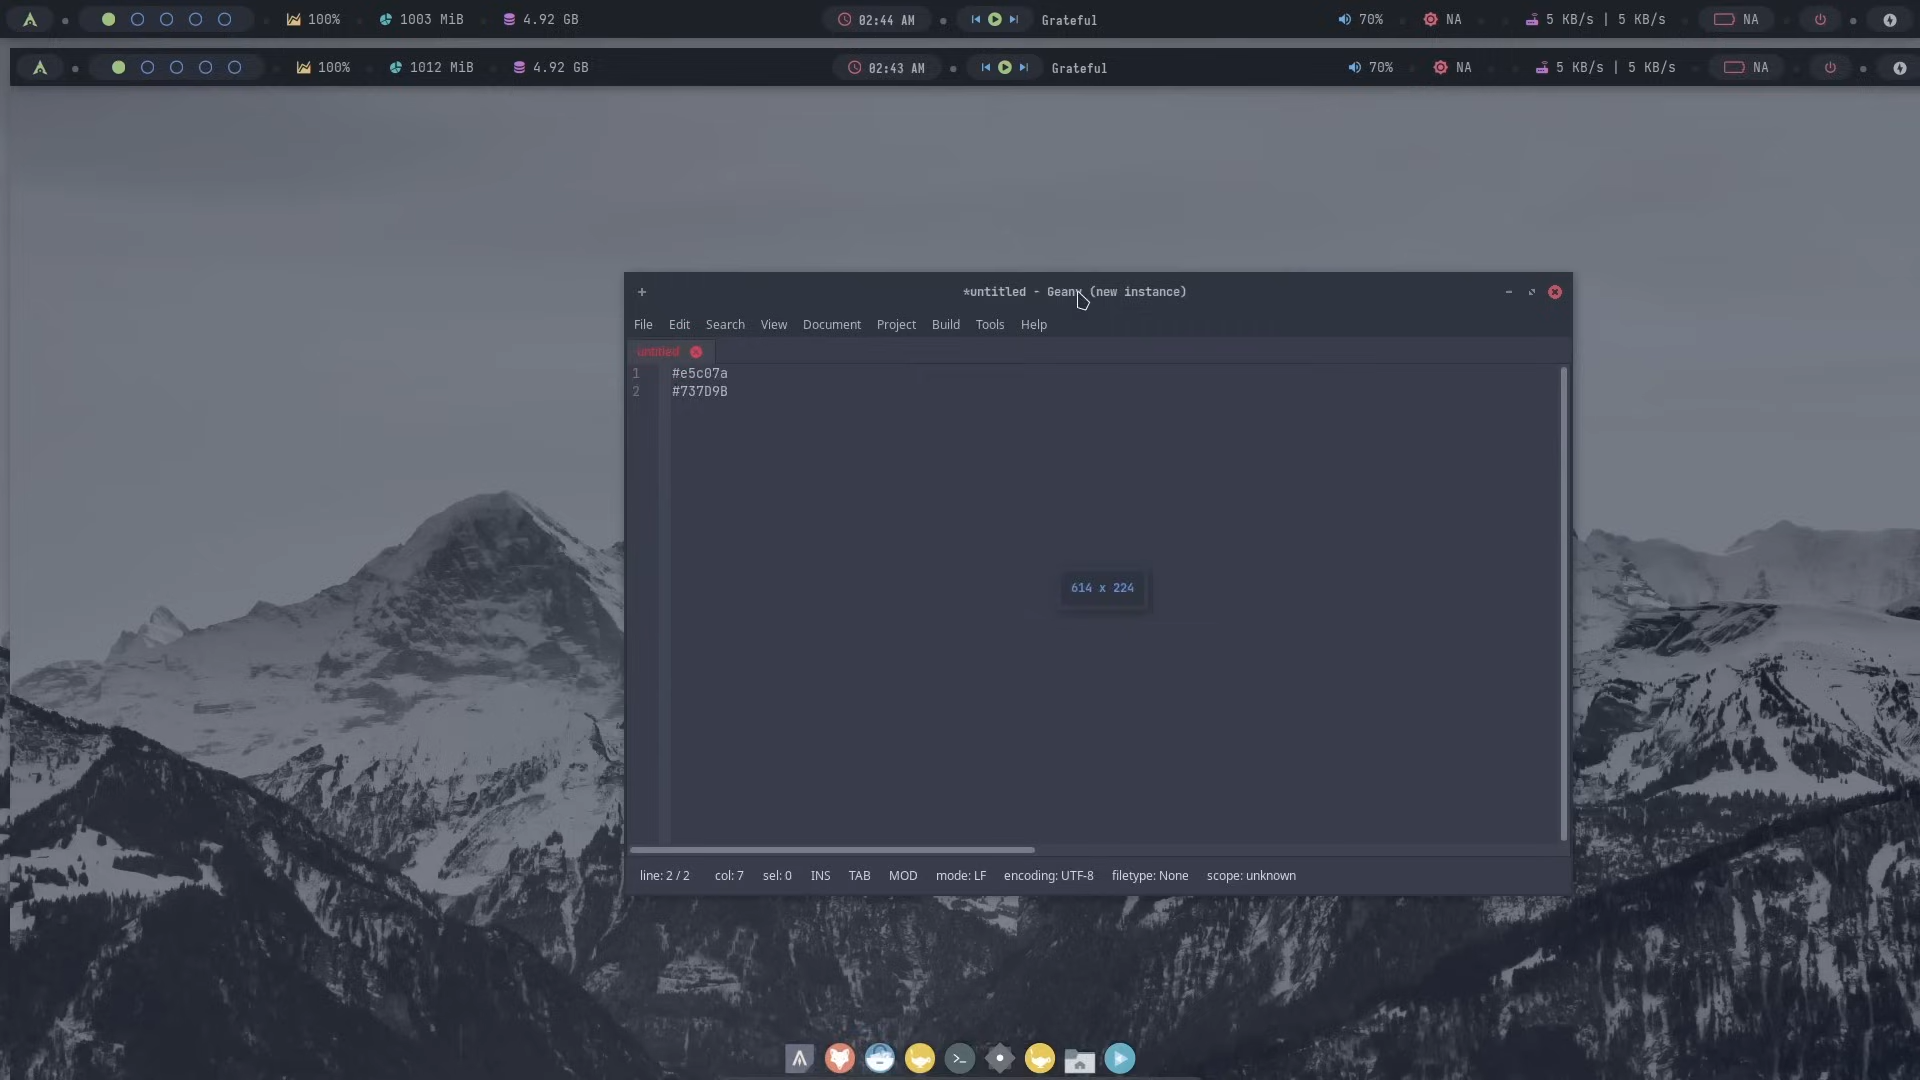 100% 1003 MiB 4.92 GB 02:44 AM Grateful 70% NA 5 KB/s | 5 KB/s NA
100% 1012 MiB 4.92 GB 02:43 AM Grateful 70% NA 5 KB/s | 5 KB/s NA
*untitled - Geany (new instance)
File Edit Search View Document Project Build Tools Help
untitled
1 #e5c07a
2 #737D9B
614 x 224
line: 2 / 2 col: 7 sel: 0 INS TAB MOD mode: LF encoding: UTF-8 filetype: None scope: unknown